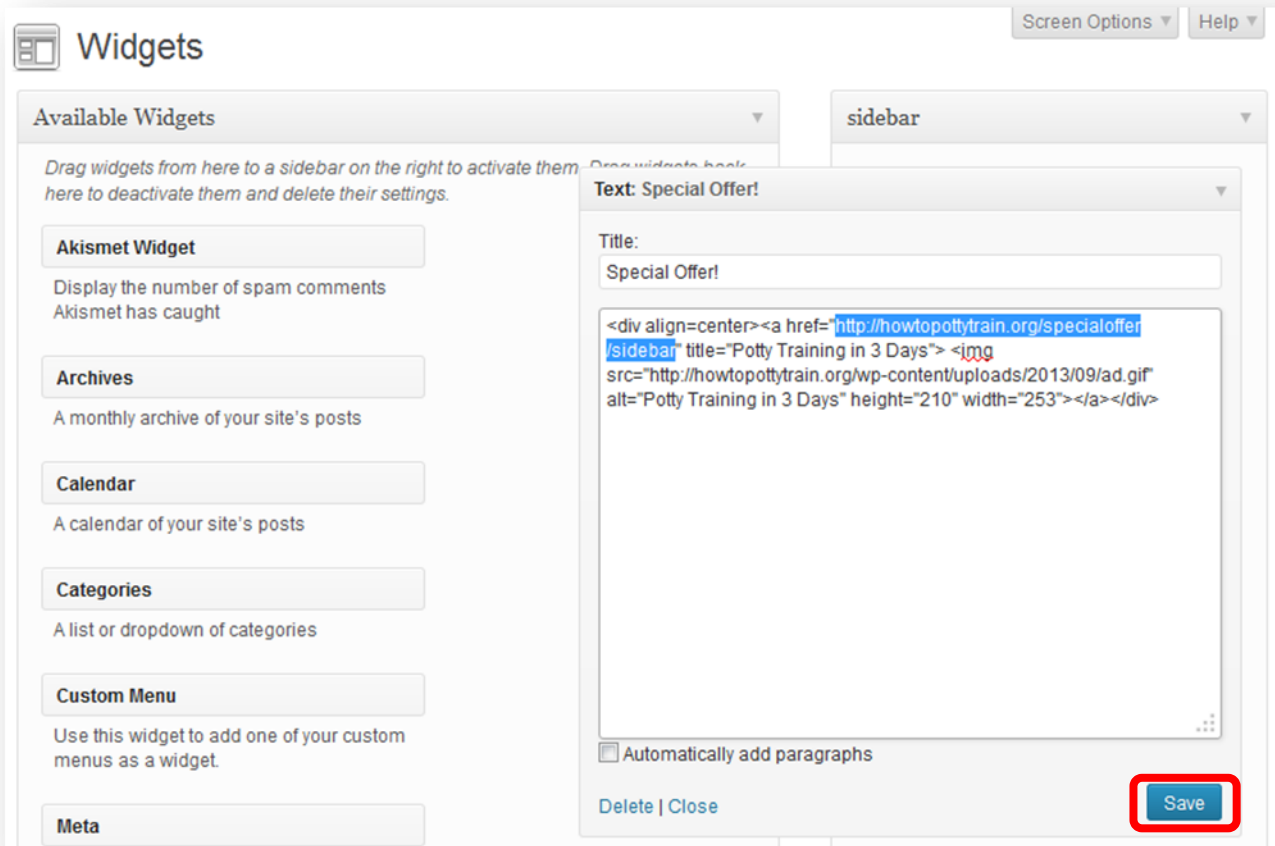 Screen Options
Help
Widgets
Available Widgets
sidebar
Drag widgets from here to a sidebar on the right to activate them. Drag widgets back
here to deactivate them and delete their settings.
Akismet Widget
Display the number of spam comments
Akismet has caught
Archives
A monthly archive of your site's posts
Calendar
A calendar of your site's posts
Categories
A list or dropdown of categories
Custom Menu
Use this widget to add one of your custom
menus as a widget.
Meta
Text: Special Offer!
Title:
Special Offer!
<div align=center><a href="http://howtopottytrain.org/specialoffer
/sidebar" title="Potty Training in 3 Days"> <img
src="http://howtopottytrain.org/wp-content/uploads/2013/09/ad.gif"
alt="Potty Training in 3 Days" height="210" width="253"></a></div>
Automatically add paragraphs
Delete | Close
Save